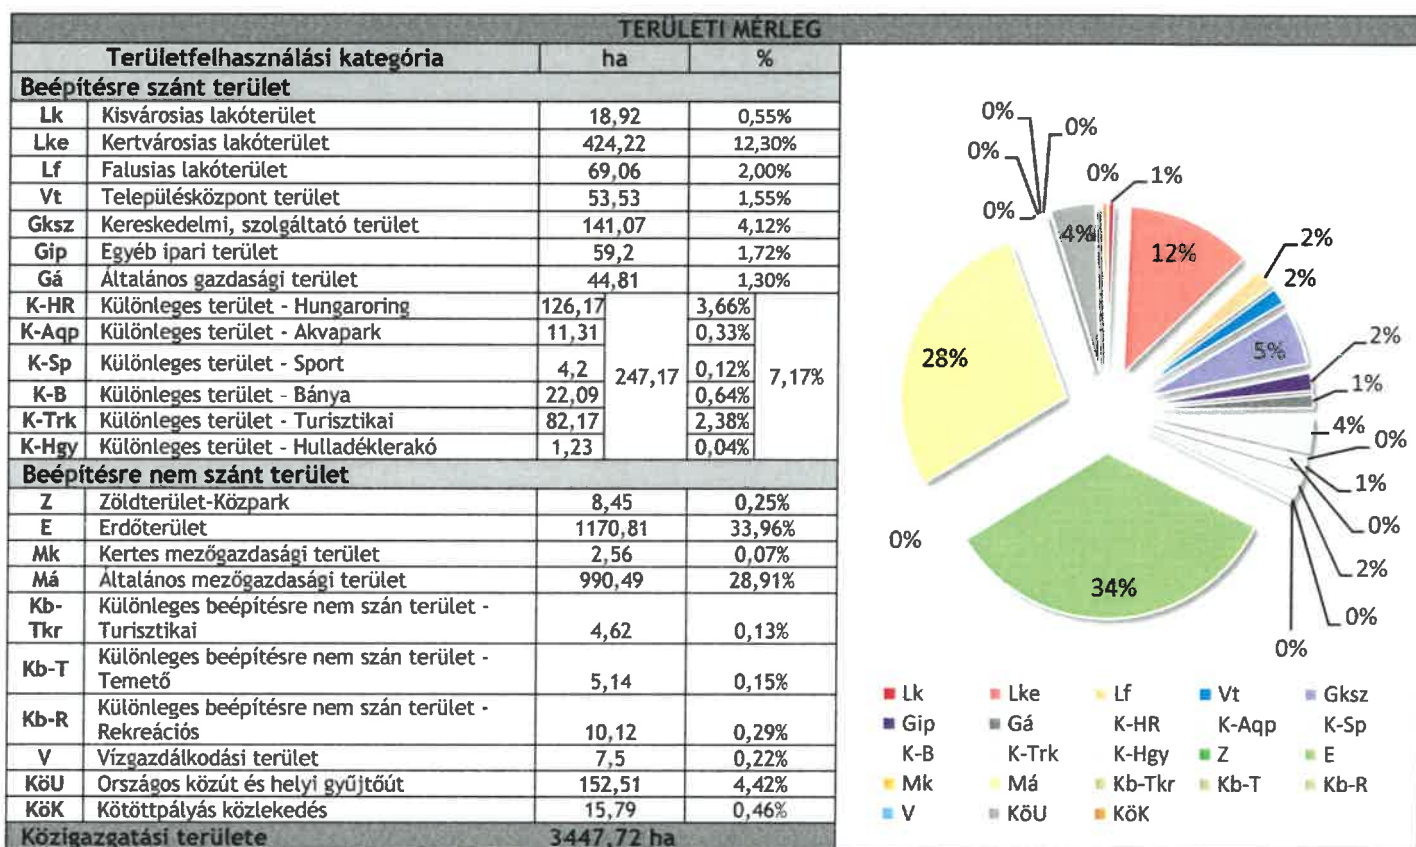 TERÜLETI MÉRLEG
Területfelhasználási kategória ha %
Beépítésre szánt terület
Lk Kisvárosias lakóterület 18,92 0,55%
Lke Kertvárosias lakóterület 424,22 12,30%
Lf Falusias lakóterület 69,06 2,00%
Vt Településközpont terület 53,53 1,55%
Gksz Kereskedelmi, szolgáltató terület 141,07 4,12%
Gip Egyéb ipari terület 59,2 1,72%
Gá Általános gazdasági terület 44,81 1,30%
K-HR Különleges terület - Hungaroring 126,17 3,66%
K-Aqp Különleges terület - Akvapark 11,31 0,33%
K-Sp Különleges terület - Sport 4,2 0,12%
247,17 7,17%
K-B Különleges terület - Bánya 22,09 0,64%
K-Trk Különleges terület - Turisztikai 82,17 2,38%
K-Hgy Különleges terület - Hulladéklerakó 1,23 0,04%
Beépítésre nem szánt terület
Z Zöldterület-Közpark 8,45 0,25%
E Erdőterület 1170,81 33,96%
Mk Kertes mezőgazdasági terület 2,56 0,07%
Má Általános mezőgazdasági terület 990,49 28,91%
Kb- Különleges beépítésre nem szán terület -
Tkr Turisztikai 4,62 0,13%
Kb-T Különleges beépítésre nem szán terület -
Temető 5,14 0,15%
Kb-R Különleges beépítésre nem szán terület -
Rekreációs 10,12 0,29%
V Vízgazdálkodási terület 7,5 0,22%
KöU Országos közút és helyi gyűjtőút 152,51 4,42%
KöK Kötöttpályás közlekedés 15,79 0,46%
Közigazgatási területe 3447,72 ha
0%
0%
0%
0%
0%
1%
4%
12%
2%
2%
5%
2%
1%
4%
0%
1%
0%
2%
0%
0%
34%
0%
28%
Lk Lke Lf Vt Gksz
Gip Gá K-HR K-Aqp K-Sp
K-B K-Trk K-Hgy Z E
Mk Má Kb-Tkr Kb-T Kb-R
V KöU KöK